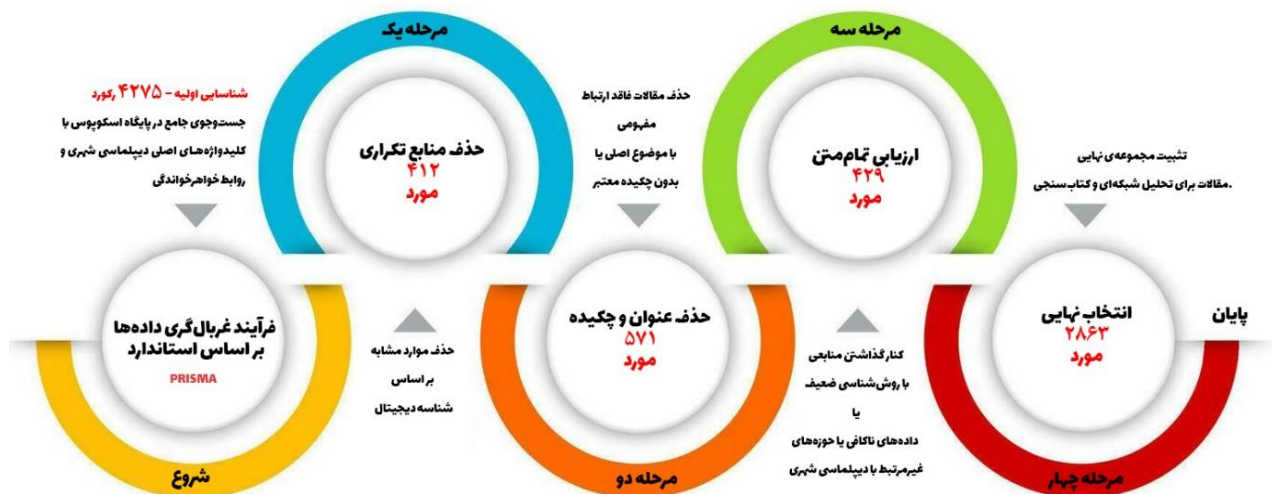 شناسایی اولیه – ۴۲۷۵ رکورد
جست‌وجوی جامع در پایگاه اسکوپوس با
کلیدواژه‌های اصلی دیپلماسی شهری و
روابط خواهرخواندگی
فرآیند غربال‌گری داده‌ها
بر اساس استاندارد
PRISMA
شروع
مرحله یک
حذف منابع تکراری
۴۱۲
مورد
حذف موارد مشابه
بر اساس
شناسه دیجیتال
حذف مقالات فاقد ارتباط
مفهومی
با موضوع اصلی یا
بدون چکیده معتبر
حذف عنوان و چکیده
۵۷۱
مورد
مرحله دو
مرحله سه
ارزیابی تمام‌متن
۴۲۹
مورد
کنار گذاشتن منابعی
با روش‌شناسی ضعیف
یا
داده‌های ناکافی یا حوزه‌های
غیرمرتبط با دیپلماسی شهری
تثبیت مجموعه‌ی نهایی
.مقالات برای تحلیل شبکه‌ای و کتاب‌سنجی
انتخاب نهایی
۲۸۶۳
مورد
مرحله چهار
پایان